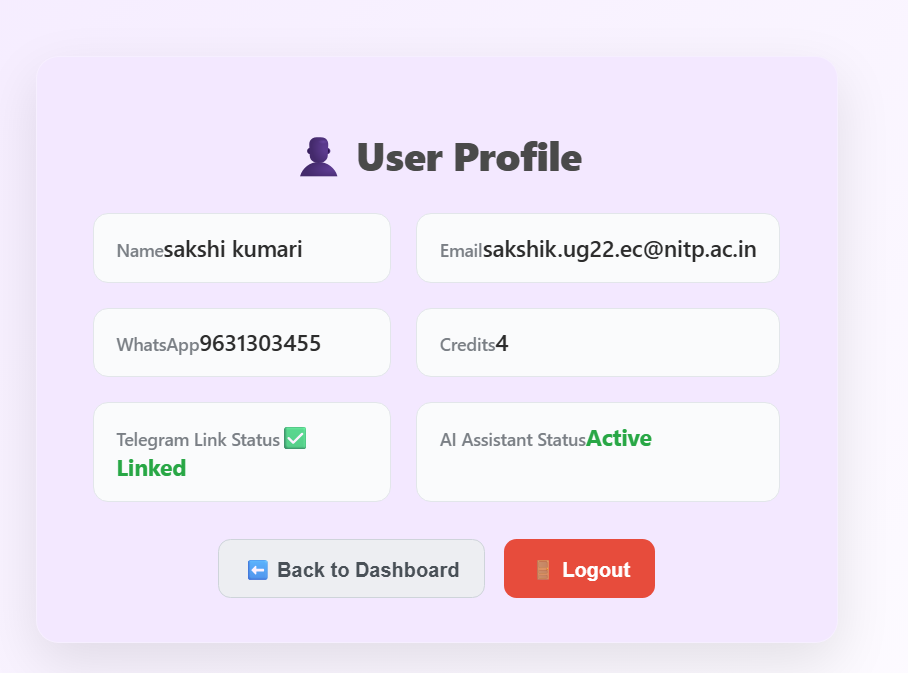 👤 User Profile
Namesakshi kumari
Emailsakshik.ug22.ec@nitp.ac.in
WhatsApp9631303455
Credits4
Telegram Link Status ✅
Linked
AI Assistant StatusActive
⬅️ Back to Dashboard
🚪 Logout